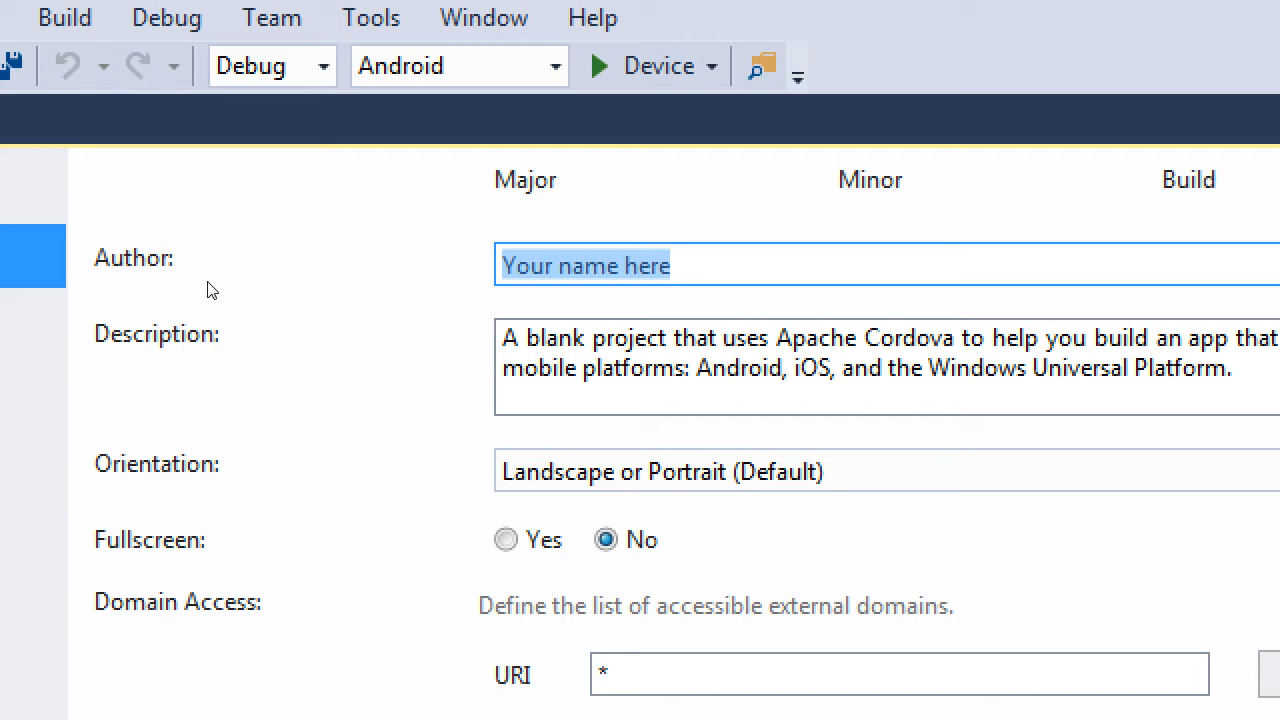 Build Debug Team Tools Window Help
Debug Android Device
Major Minor Build
Author: Your name here
Description: A blank project that uses Apache Cordova to help you build an app that
mobile platforms: Android, iOS, and the Windows Universal Platform.
Orientation: Landscape or Portrait (Default)
Fullscreen: Yes No
Domain Access: Define the list of accessible external domains.
URI *